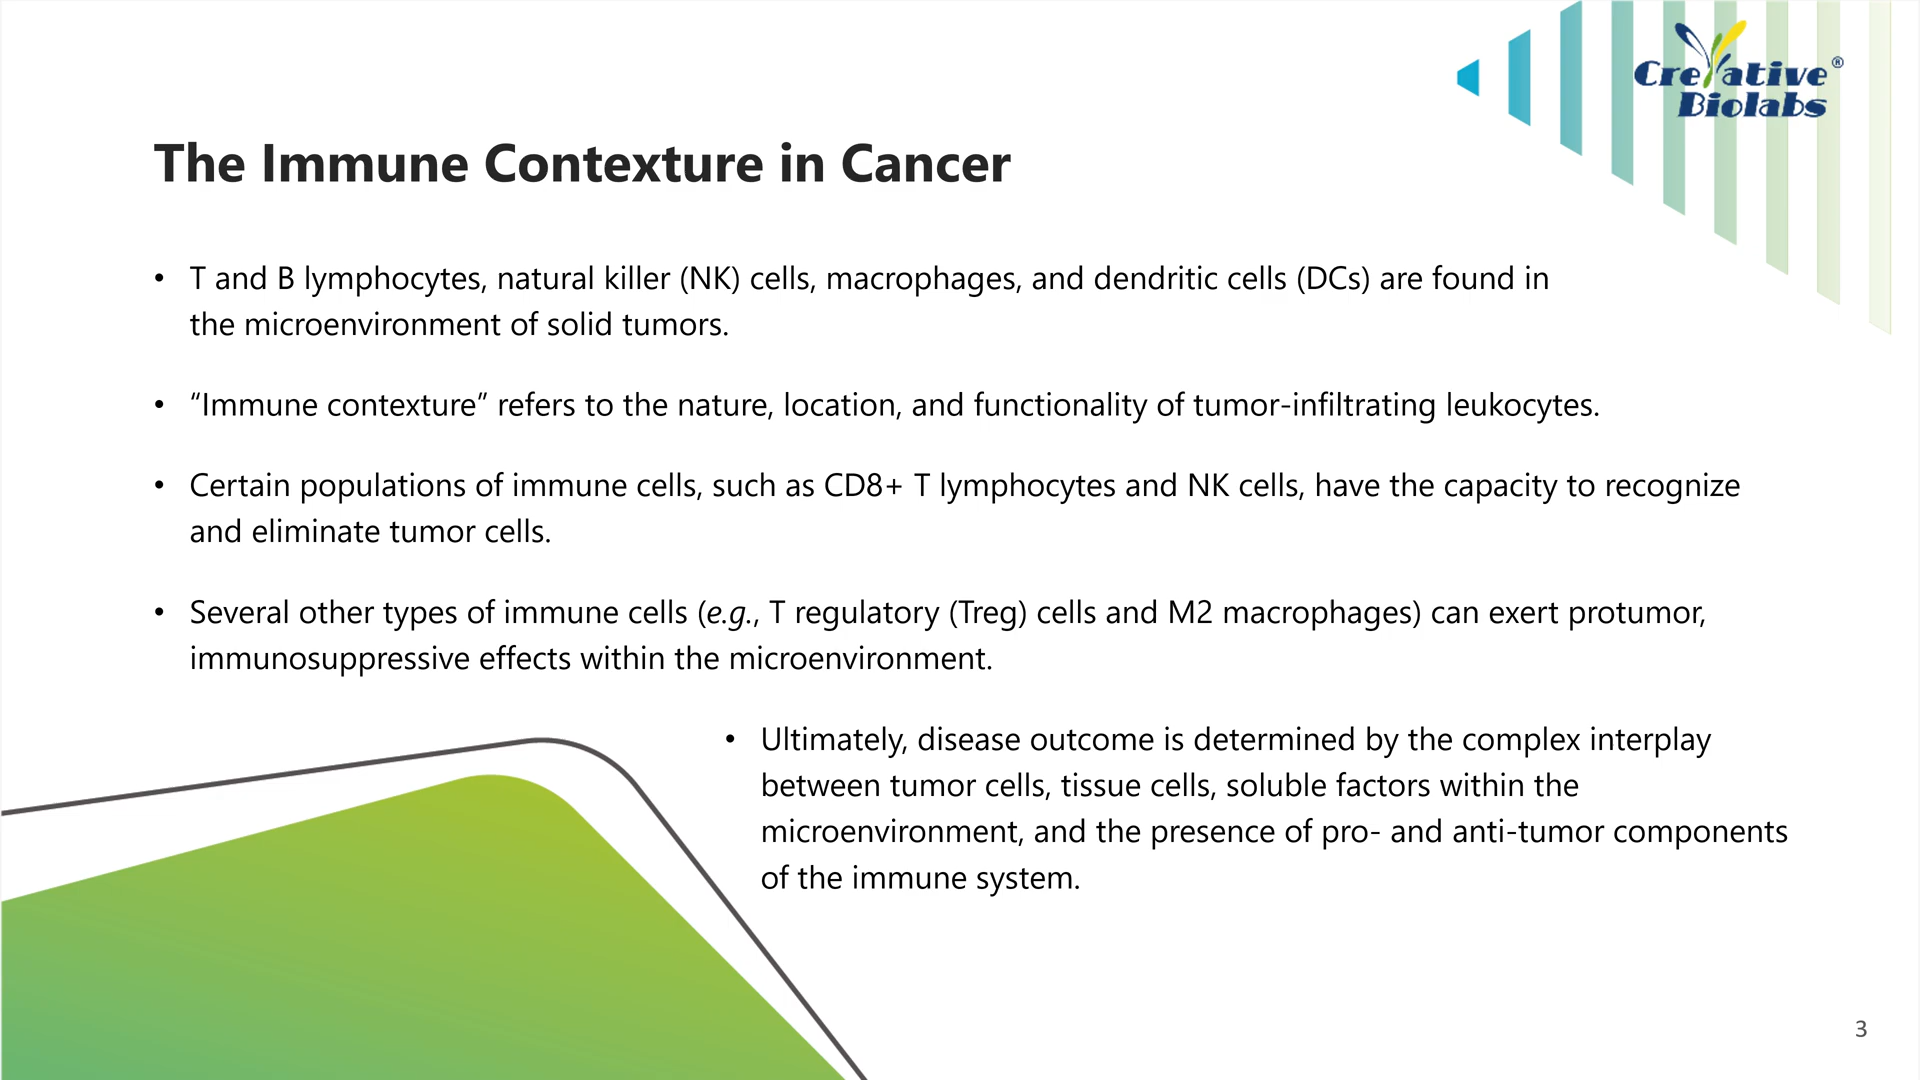 Creative®
Biolabs
The Immune Contexture in Cancer
• T and B lymphocytes, natural killer (NK) cells, macrophages, and dendritic cells (DCs) are found in
the microenvironment of solid tumors.
• “Immune contexture” refers to the nature, location, and functionality of tumor-infiltrating leukocytes.
• Certain populations of immune cells, such as CD8+ T lymphocytes and NK cells, have the capacity to recognize
and eliminate tumor cells.
• Several other types of immune cells (e.g., T regulatory (Treg) cells and M2 macrophages) can exert protumor,
immunosuppressive effects within the microenvironment.
• Ultimately, disease outcome is determined by the complex interplay
between tumor cells, tissue cells, soluble factors within the
microenvironment, and the presence of pro- and anti-tumor components
of the immune system.
3